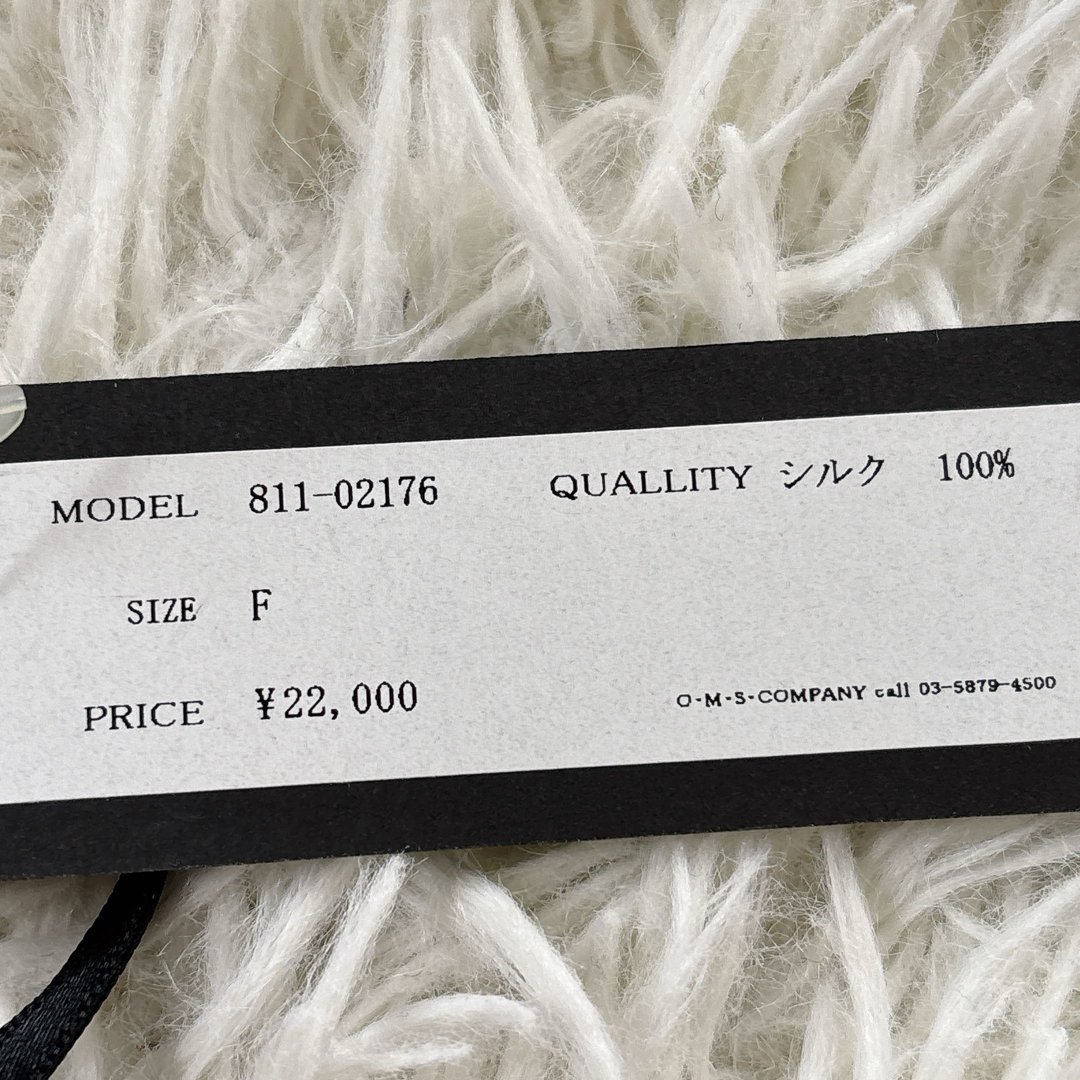 MODEL 811-02176 QUALLITY シルク 100%
SIZE F
PRICE ¥22,000
O·M·S·COMPANY call 03-5879-4500